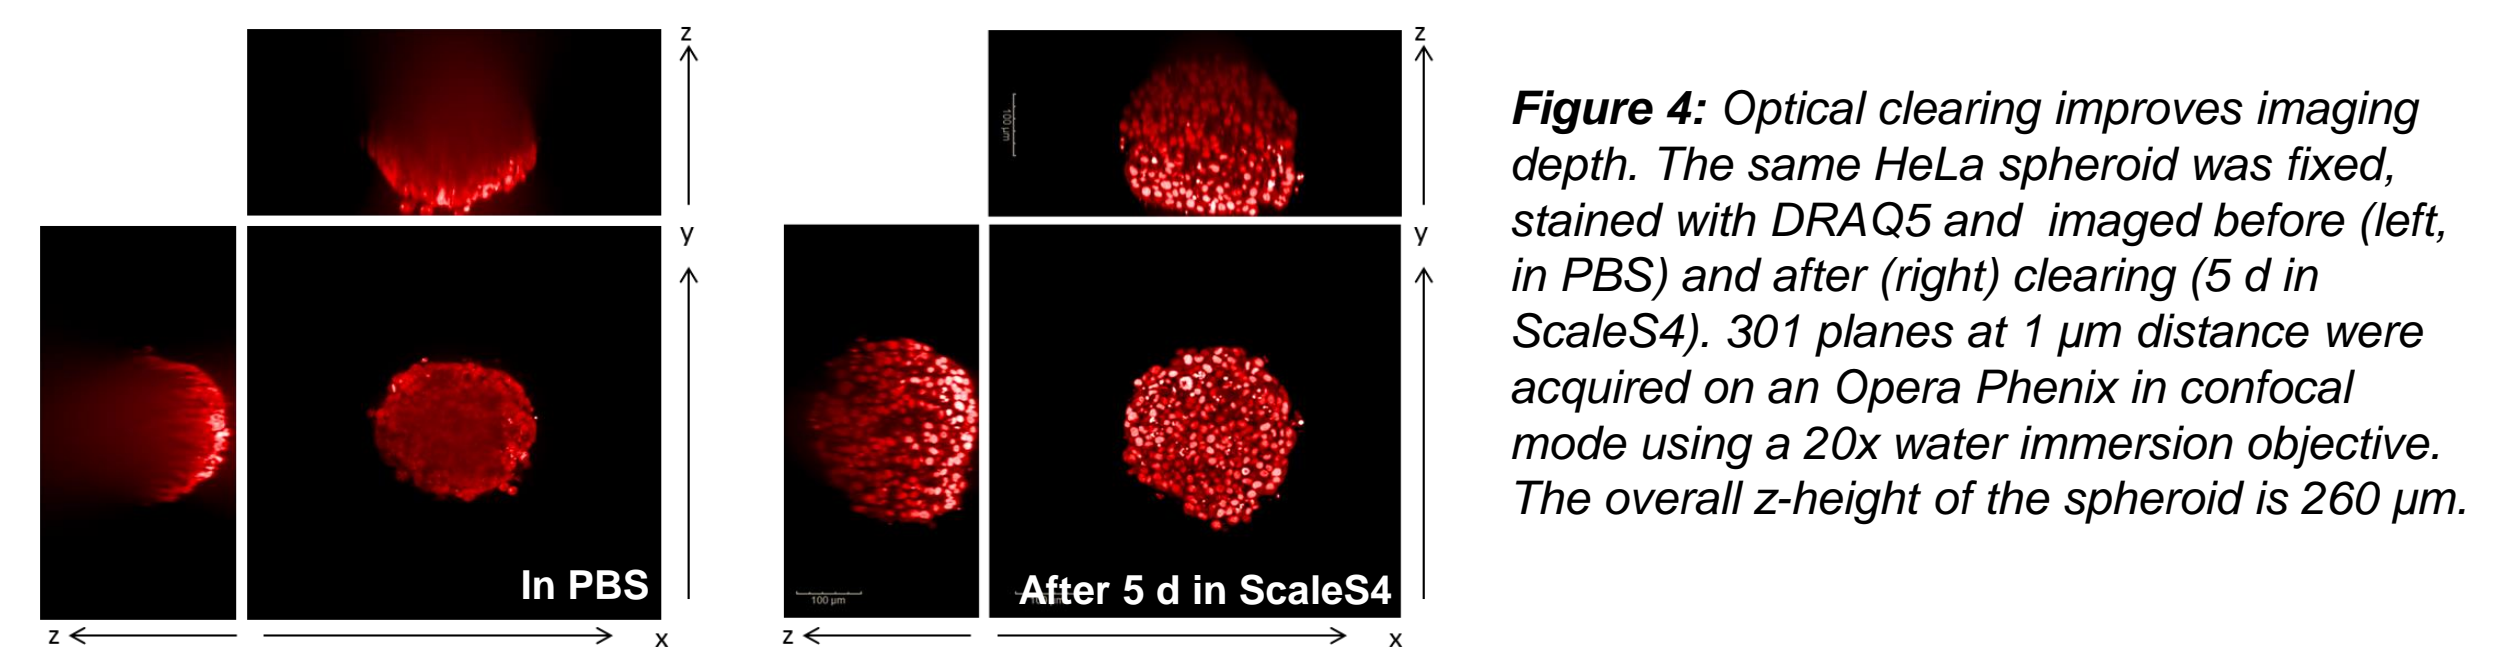 z
y
In PBS
z
x
z
100 µm
y
100 µm
After 5 d in ScaleS4
z
x
Figure 4: Optical clearing improves imaging
depth. The same HeLa spheroid was fixed,
stained with DRAQ5 and  imaged before (left,
in PBS) and after (right) clearing (5 d in
ScaleS4). 301 planes at 1 µm distance were
acquired on an Opera Phenix in confocal
mode using a 20x water immersion objective.
The overall z-height of the spheroid is 260 µm.